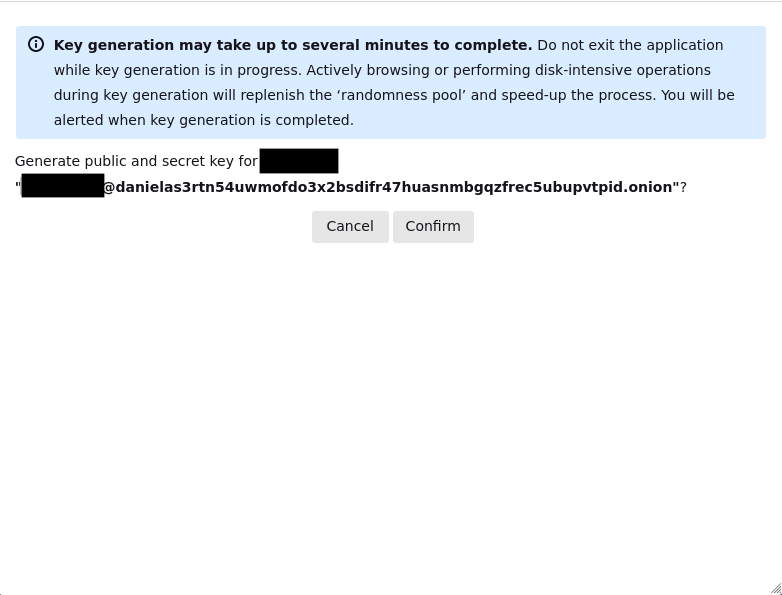 Key generation may take up to several minutes to complete. Do not exit the application
while key generation is in progress. Actively browsing or performing disk-intensive operations
during key generation will replenish the ‘randomness pool’ and speed-up the process. You will be
alerted when key generation is completed.
Generate public and secret key for
"@danielas3rtn54uwmofdo3x2bsdifr47huasnmbgqzfrec5ubupvtpid.onion"?
Cancel Confirm